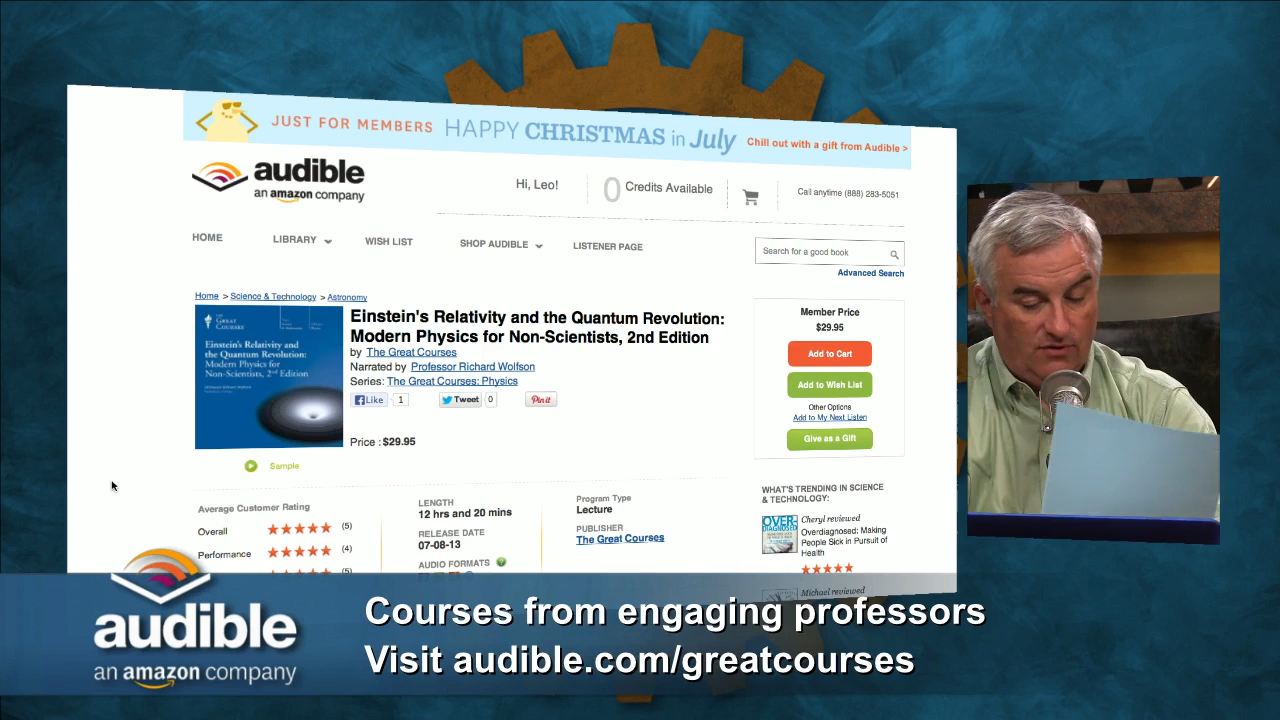 JUST FOR MEMBERS HAPPY CHRISTMAS in July Chill out with a gift from Audible >
audible
an amazon company
Hi, Leo!
0 Credits Available
Call anytime (888) 283-5051
HOME LIBRARY WISH LIST SHOP AUDIBLE LISTENER PAGE
Search for a good book
Advanced Search
Home > Science & Technology > Astronomy
THE GREAT COURSES
Einstein's Relativity and
the Quantum Revolution:
Modern Physics for
Non-Scientists, 2nd Edition
Einstein's Relativity and the Quantum Revolution:
Modern Physics for Non-Scientists, 2nd Edition
by The Great Courses
Narrated by Professor Richard Wolfson
Series: The Great Courses: Physics
Like 1 Tweet 0 Pin it
Price : $29.95
Sample
Member Price
$29.95
Add to Cart
Add to Wish List
Other Options
Add to My Next Listen
Give as a Gift
Average Customer Rating
Overall (5)
Performance (4)
(5)
LENGTH
12 hrs and 20 mins
RELEASE DATE
07-08-13
AUDIO FORMATS ?
Program Type
Lecture
PUBLISHER
The Great Courses
WHAT'S TRENDING IN SCIENCE
& TECHNOLOGY:
OVER-
DIAGNOSED
Cheryl reviewed
Overdiagnosed: Making
People Sick in Pursuit of
Health
Michael reviewed
audible
an amazon company
Courses from engaging professors
Visit audible.com/greatcourses